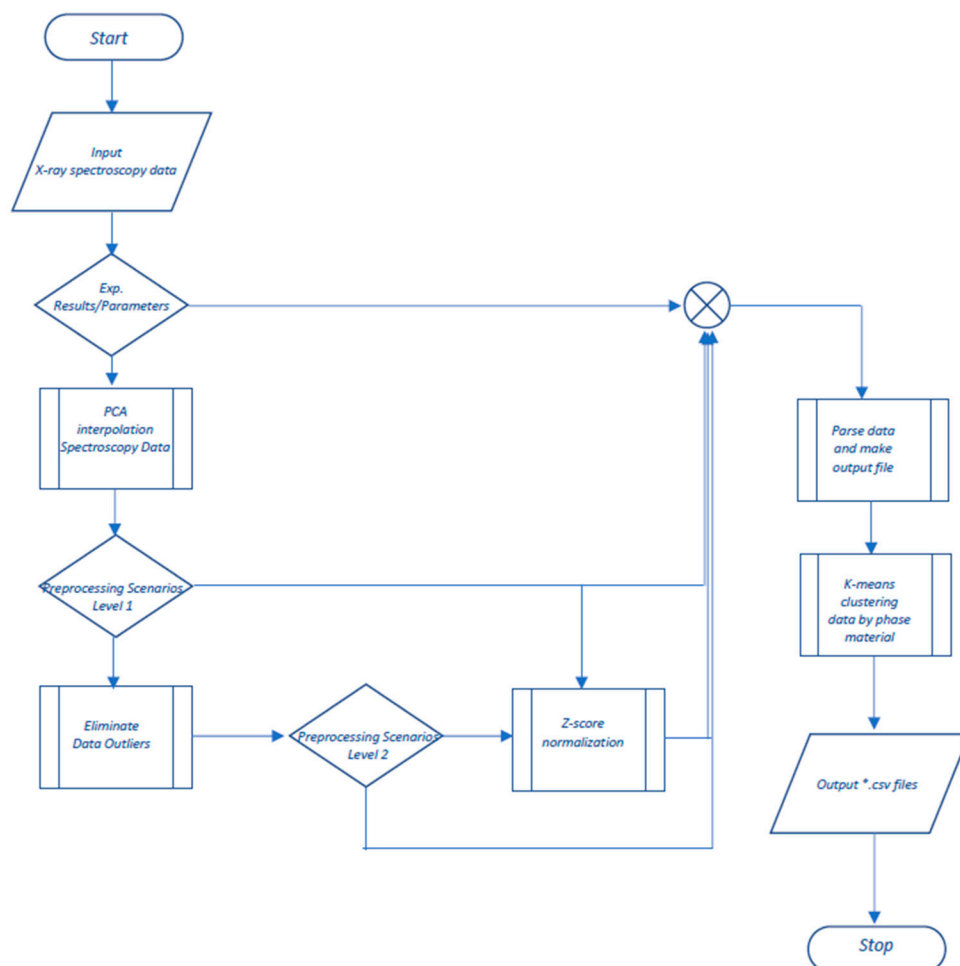 Start
Input
X-ray spectroscopy data
Exp.
Results/Parameters
PCA
interpolation
Spectroscopy Data
Preprocessing Scenarios
Level 1
Eliminate
Data Outliers
Preprocessing Scenarios
Level 2
Z-score
normalization
Parse data
and make
output file
K-means
clustering
data by phase
material
Output *.csv files
Stop